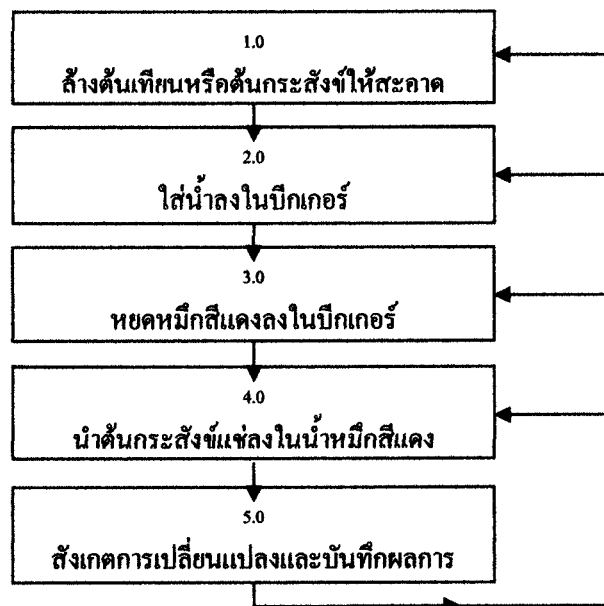 1.0
ล้างต้นเทียนหรือต้นกระสังข์ให้สะอาด
2.0
ใส่น้ำลงในบีกเกอร์
3.0
หยดหมึกสีแดงลงในบีกเกอร์
4.0
นำต้นกระสังข์แช่ลงในน้ำหมึกสีแดง
5.0
สังเกตการเปลี่ยนแปลงและบันทึกผลการ